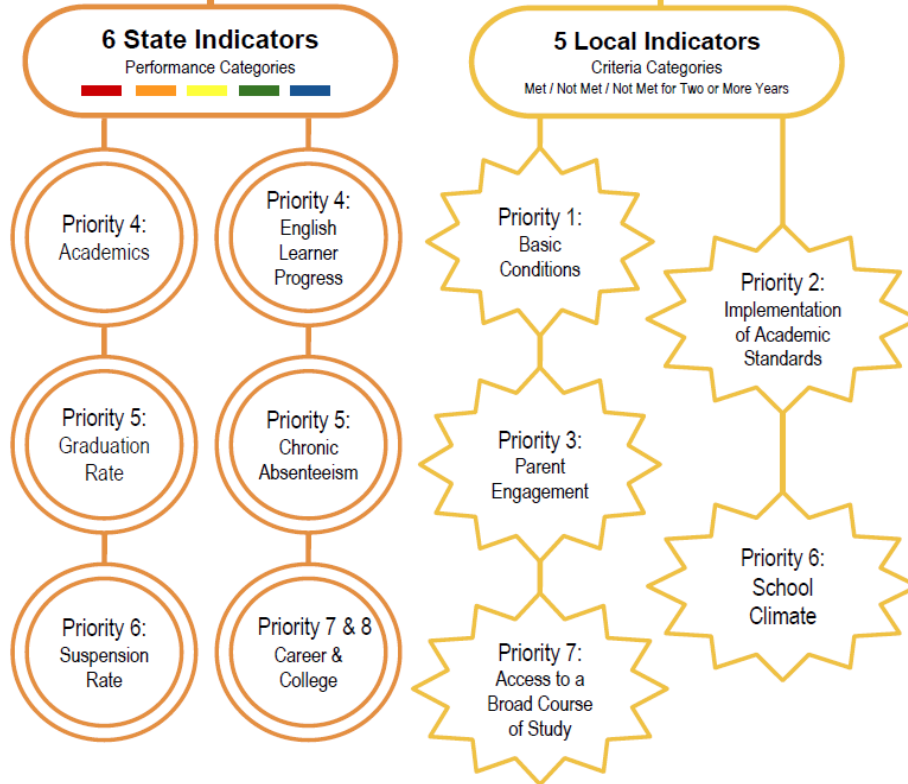 6 State Indicators
Performance Categories
5 Local Indicators
Criteria Categories
Met / Not Met / Not Met for Two or More Years
Priority 4:
Academics
Priority 4:
English
Learner
Progress
Priority 5:
Graduation
Rate
Priority 5:
Chronic
Absenteeism
Priority 6:
Suspension
Rate
Priority 7 & 8
Career &
College
Priority 1:
Basic
Conditions
Priority 2:
Implementation
of Academic
Standards
Priority 3:
Parent
Engagement
Priority 6:
School
Climate
Priority 7:
Access to a
Broad Course
of Study